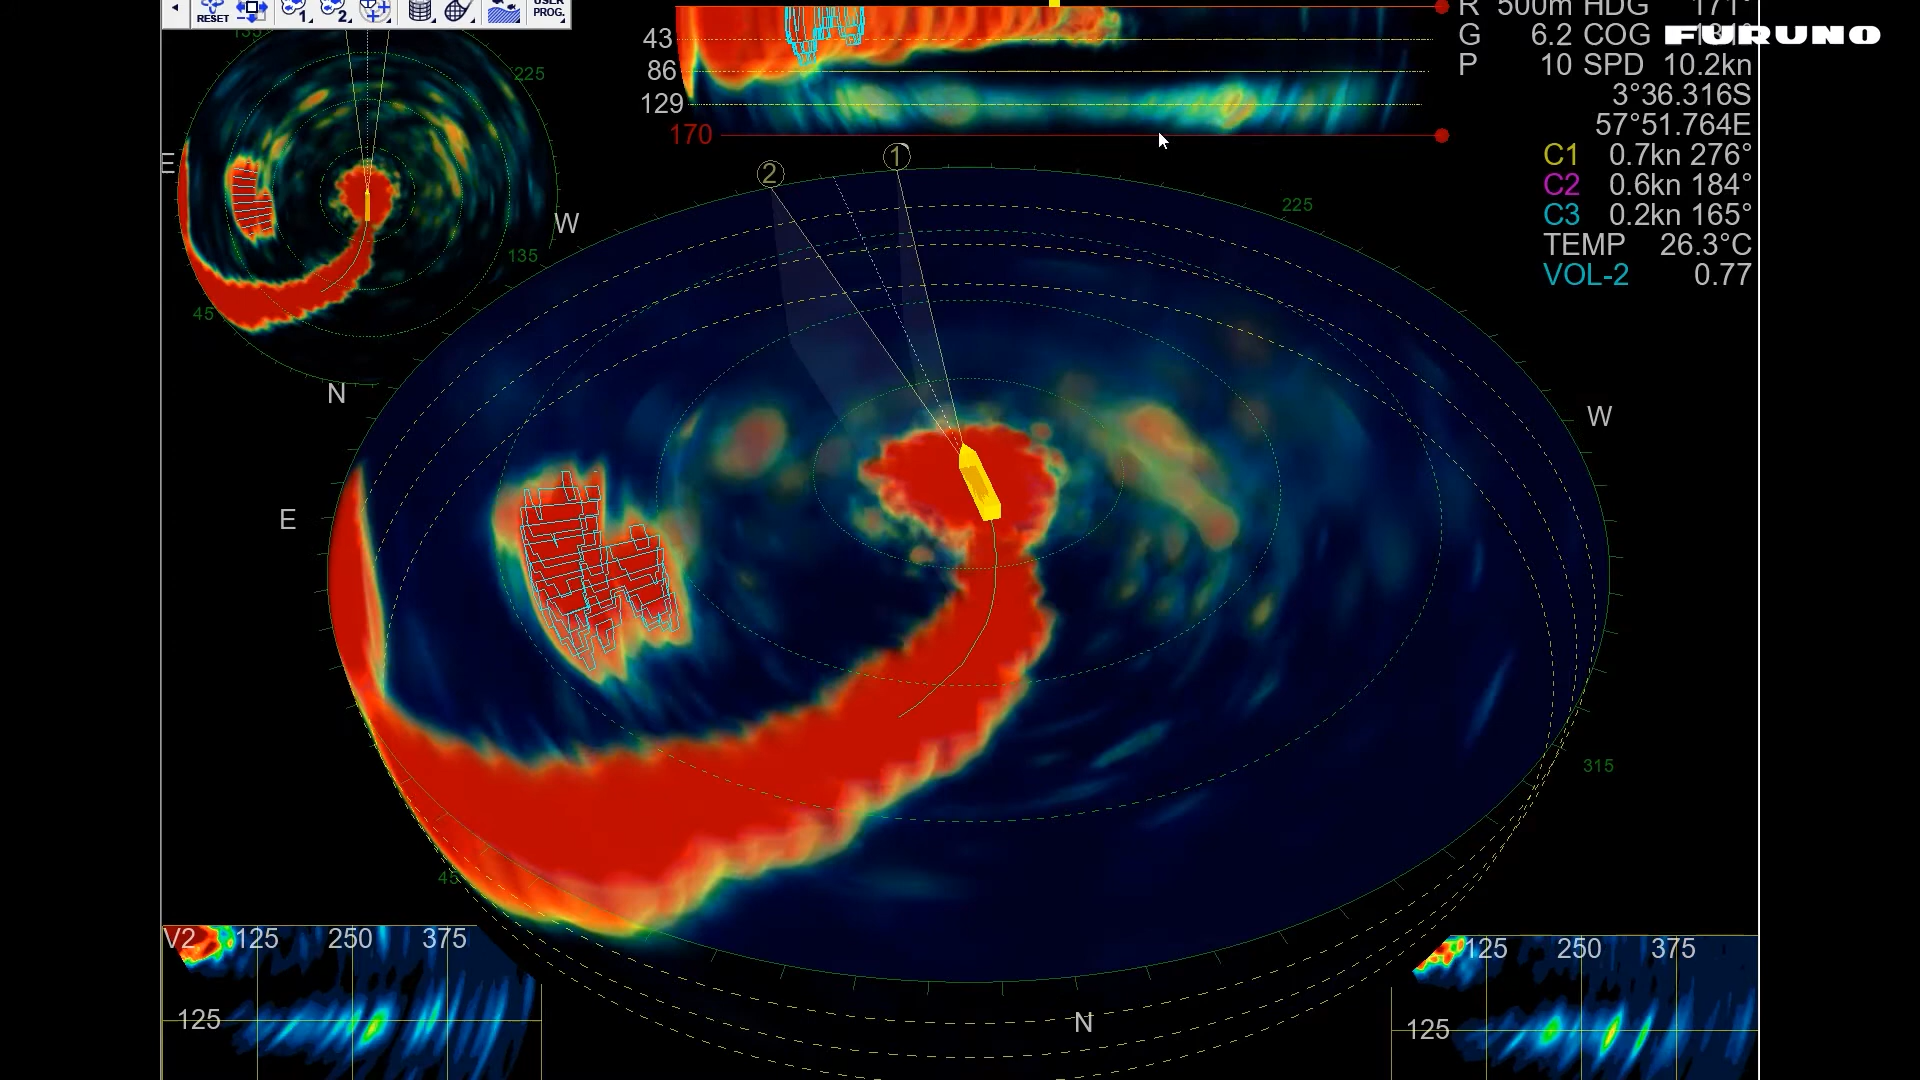 RESET
1
2
USER
PROG.
135
225
E
W
135
45
N
43
86
129
170
2
1
225
R 500m HDG 171°
G 6.2 COG
FURUNO
P 10 SPD 10.2kn
3°36.316S
57°51.764E
C1 0.7kn 276°
C2 0.6kn 184°
C3 0.2kn 165°
TEMP 26.3°C
VOL-2 0.77
W
E
315
45
N
V2 125 250 375
125
125 250 375
125